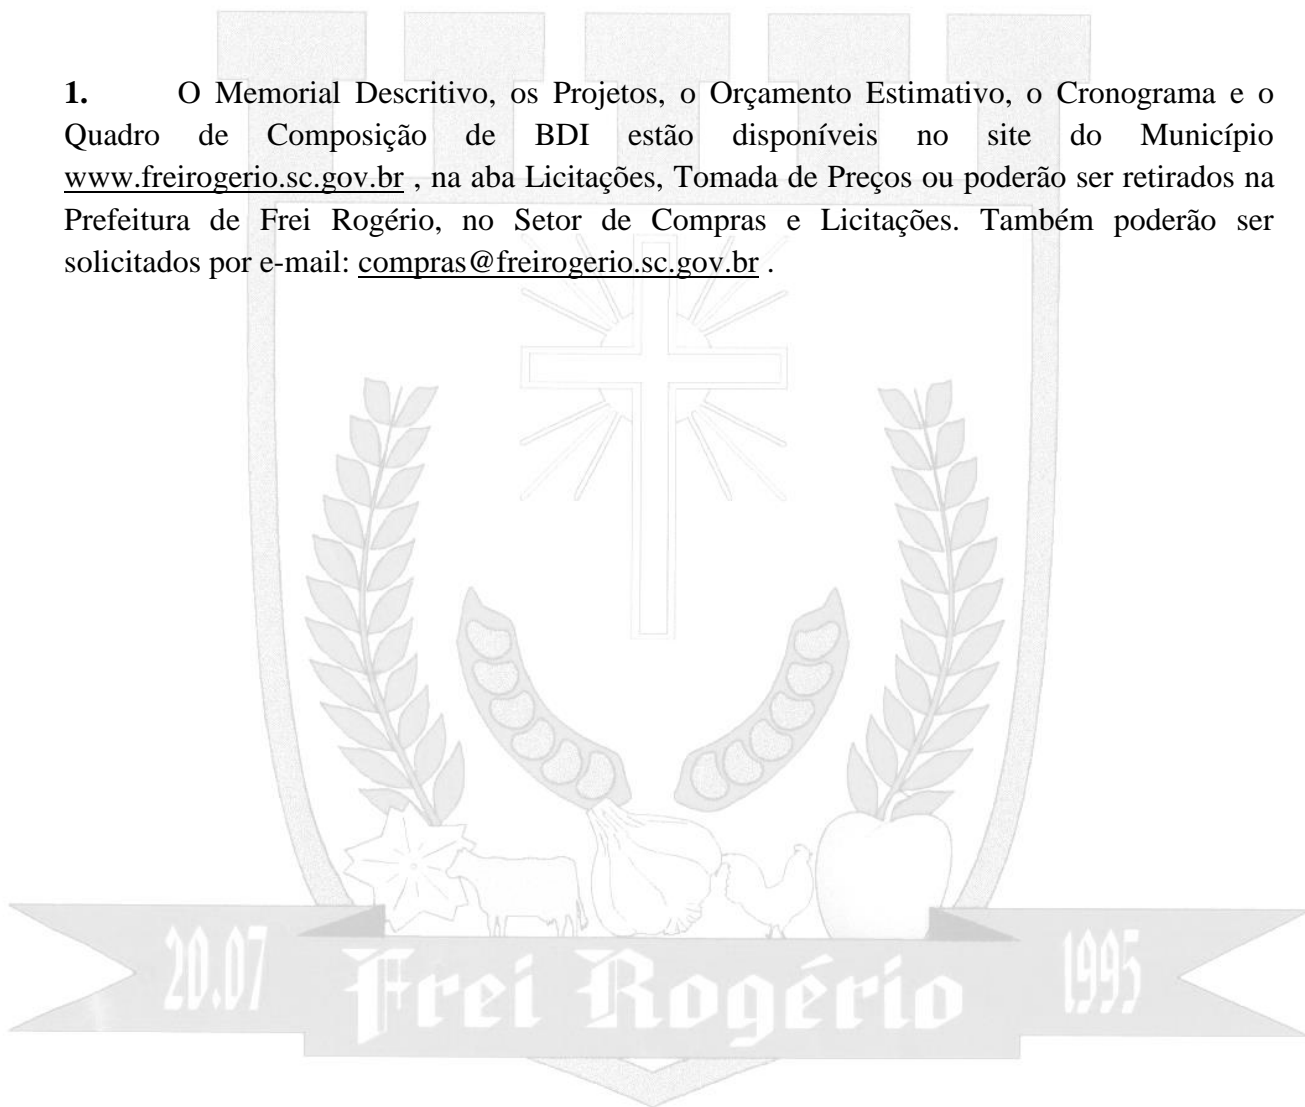 1. O Memorial Descritivo, os Projetos, o Orçamento Estimativo, o Cronograma e o
Quadro de Composição de BDI estão disponíveis no site do Município
www.freirogerio.sc.gov.br , na aba Licitações, Tomada de Preços ou poderão ser retirados na
Prefeitura de Frei Rogério, no Setor de Compras e Licitações. Também poderão ser
solicitados por e-mail: compras@freirogerio.sc.gov.br .
20.07 Frei Rogério 1995